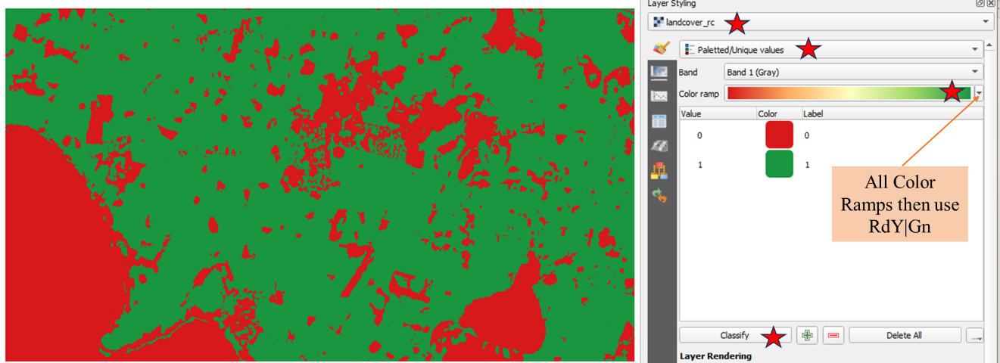 Layer Styling
landcover_rc
Paletted/Unique values
Band
Band 1 (Gray)
Color ramp
Value Color Label
0 0
1 1
All Color
Ramps then use
RdY|Gn
Classify
Delete All
...
Layer Rendering